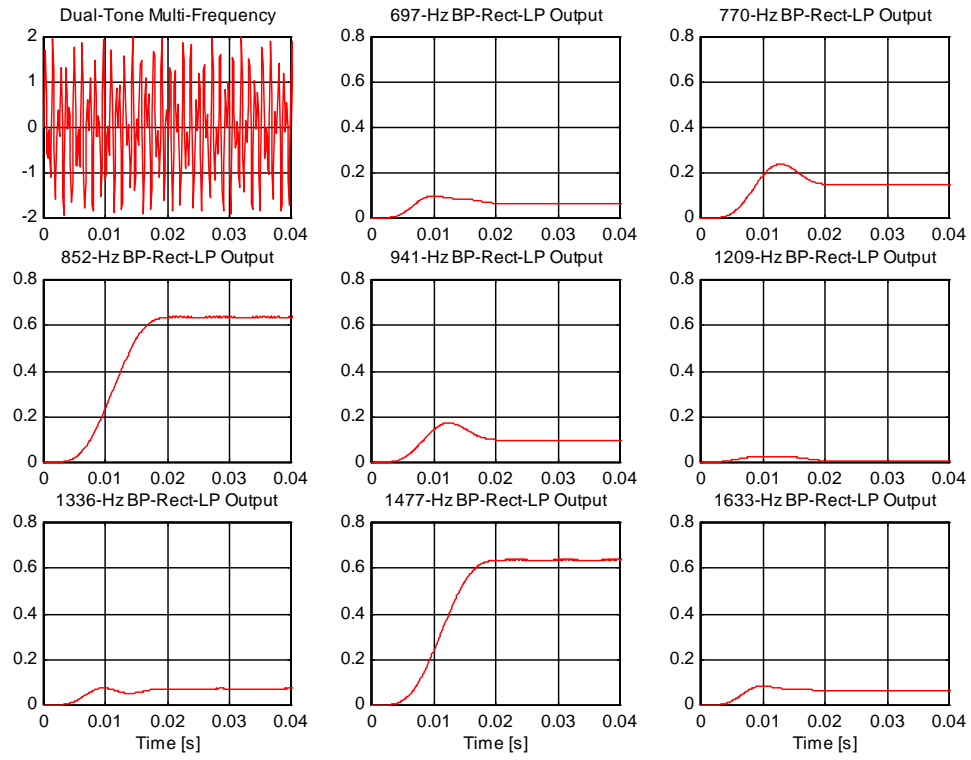 Dual-Tone Multi-Frequency
2
1
0
-1
-2
0 0.01 0.02 0.03 0.04
697-Hz BP-Rect-LP Output
0.8
0.6
0.4
0.2
0
0 0.01 0.02 0.03 0.04
770-Hz BP-Rect-LP Output
0.8
0.6
0.4
0.2
0
0 0.01 0.02 0.03 0.04
852-Hz BP-Rect-LP Output
0.8
0.6
0.4
0.2
0
0 0.01 0.02 0.03 0.04
941-Hz BP-Rect-LP Output
0.8
0.6
0.4
0.2
0
0 0.01 0.02 0.03 0.04
1209-Hz BP-Rect-LP Output
0.8
0.6
0.4
0.2
0
0 0.01 0.02 0.03 0.04
1336-Hz BP-Rect-LP Output
0.8
0.6
0.4
0.2
0
0 0.01 0.02 0.03 0.04
Time [s]
1477-Hz BP-Rect-LP Output
0.8
0.6
0.4
0.2
0
0 0.01 0.02 0.03 0.04
Time [s]
1633-Hz BP-Rect-LP Output
0.8
0.6
0.4
0.2
0
0 0.01 0.02 0.03 0.04
Time [s]